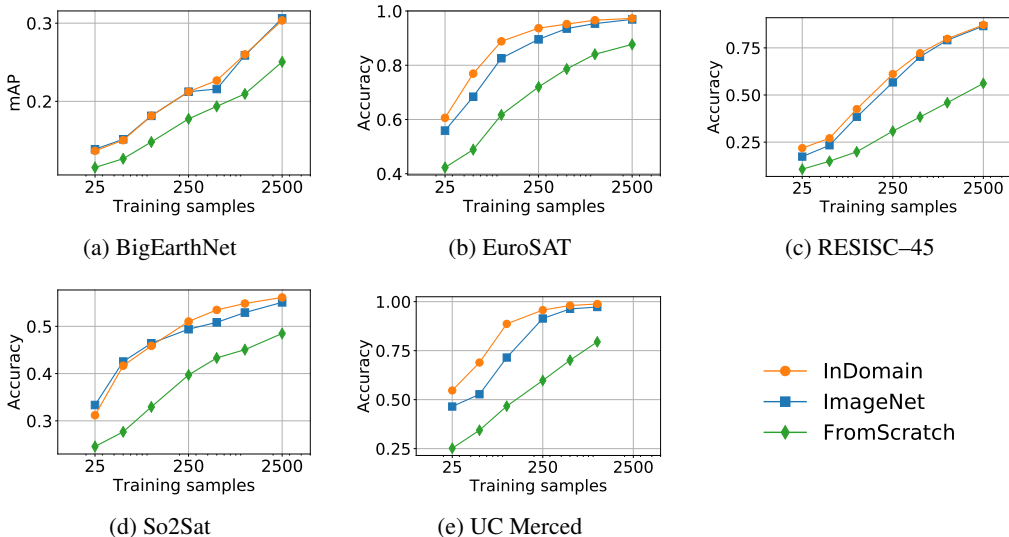 0.3
0.2
mAP
25
250
2500
Training samples
(a) BigEarthNet
1.0
0.8
0.6
0.4
Accuracy
25
250
2500
Training samples
(b) EuroSAT
0.75
0.50
0.25
Accuracy
25
250
2500
Training samples
(c) RESISC–45
0.5
0.4
0.3
Accuracy
25
250
2500
Training samples
(d) So2Sat
1.00
0.75
0.50
0.25
Accuracy
25
250
2500
Training samples
(e) UC Merced
InDomain
ImageNet
FromScratch